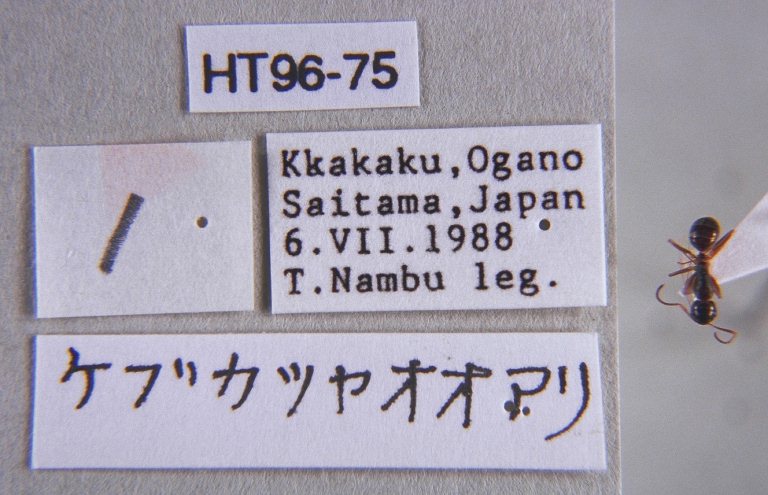 HT96-75
Kkakaku,Ogano
Saitama,Japan
6.VII.1988
T.Nambu leg.
ケブカツヤオオアリ